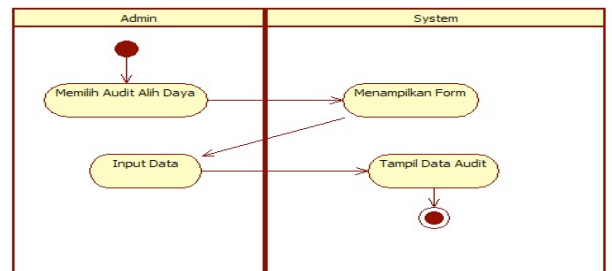 Admin
System
Memilih Audit Alih Daya
Menampilkan Form
Input Data
Tampil Data Audit